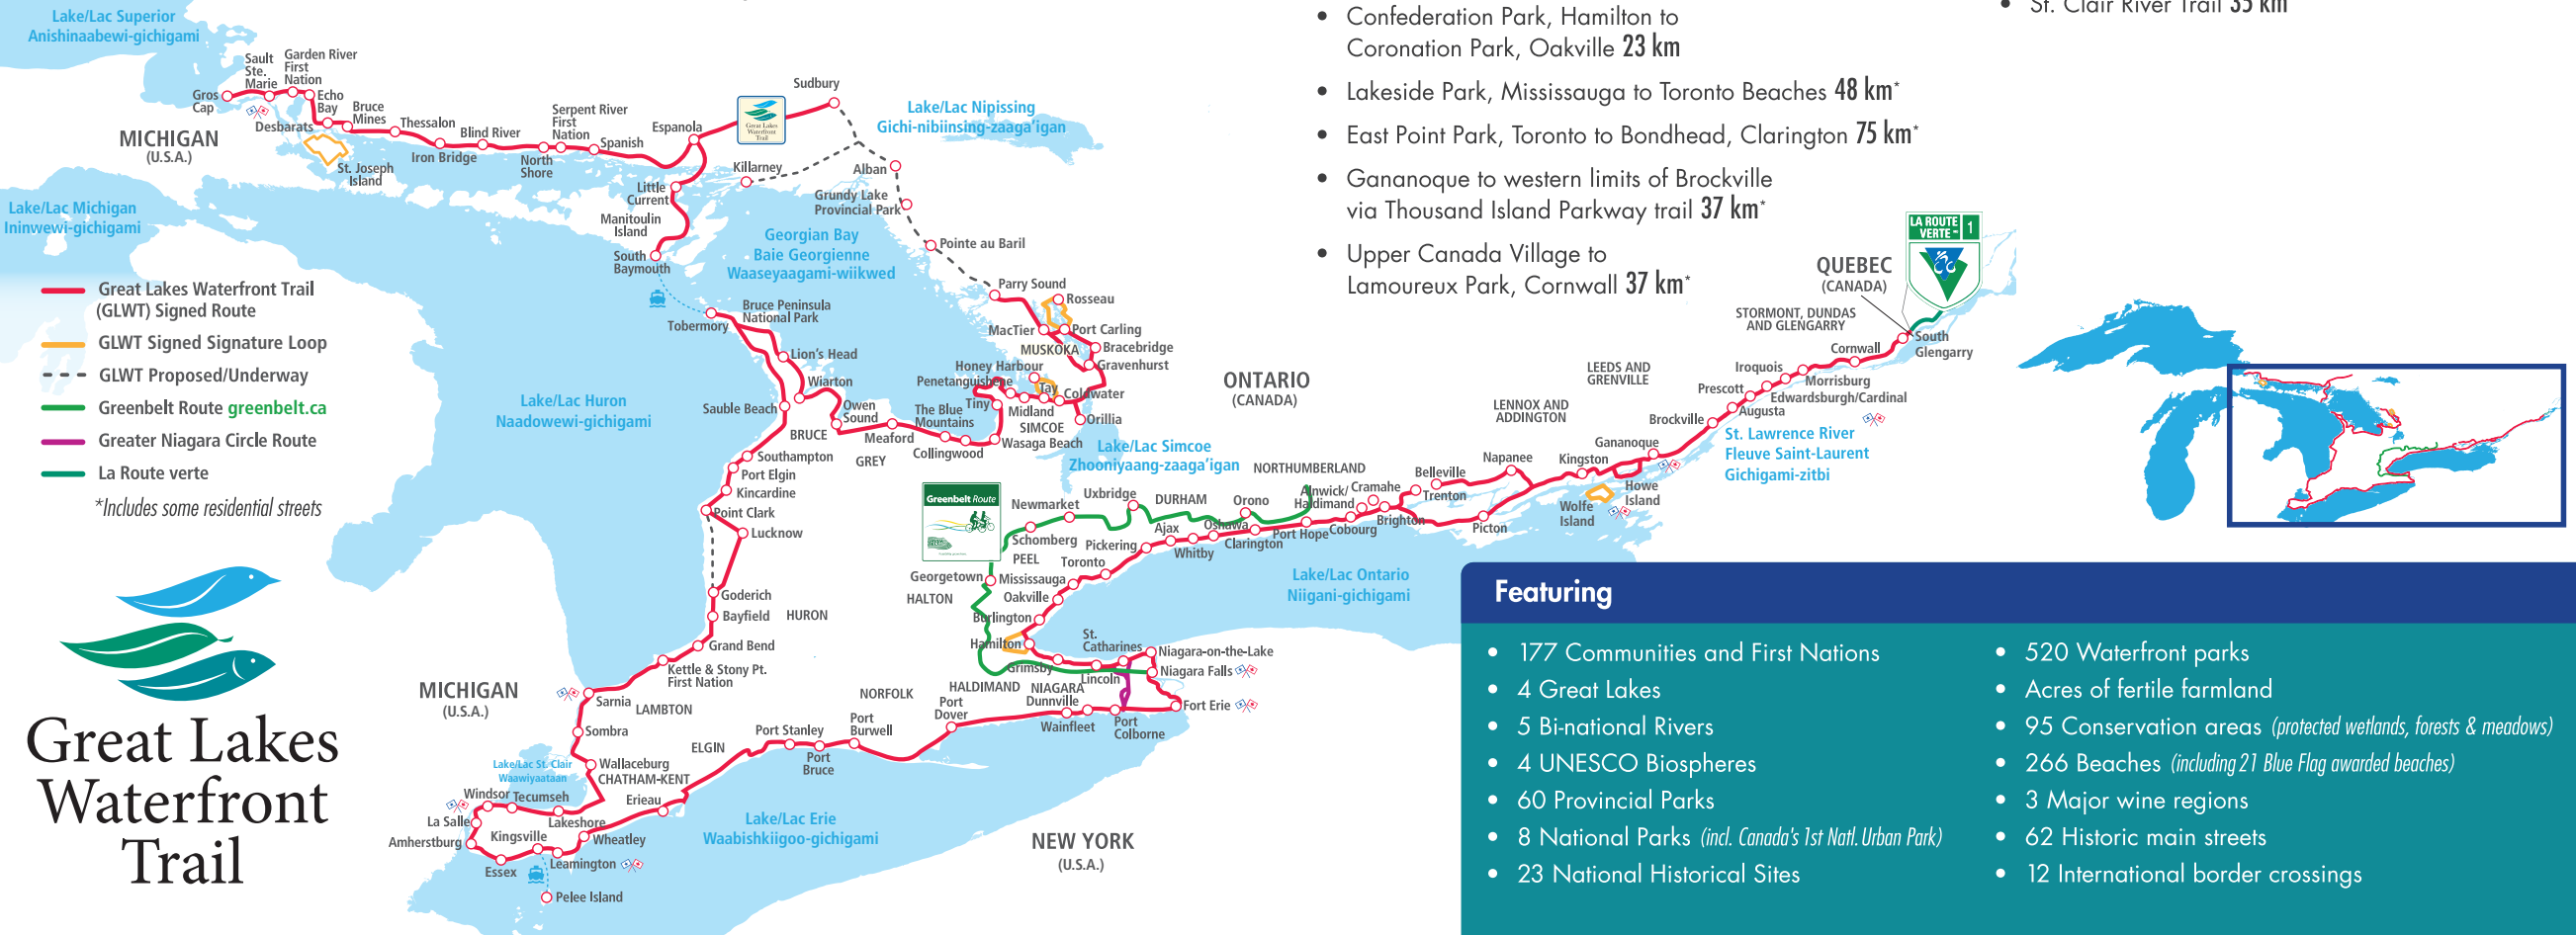 Lake/Lac Superior
Anishinaabewi-gichigami
Sault
Ste.
Marie
Garden River
First
Nation
Gros
Cap
Echo
Bay
Bruce
Mines
Desbarats
Thessalon
Iron Bridge
Blind River
Serpent River
First
Nation
North
Shore
Spanish
Espanola
Sudbury
Great Lakes
Waterfront
Trail
St. Joseph
Island
MICHIGAN
(U.S.A.)
Lake/Lac Michigan
Ininwewi-gichigami
Lake/Lac Nipissing
Gichi-nibiinsing-zaaga'igan
Killarney
Alban
Grundy Lake
Provincial Park
Little
Current
Manitoulin
Island
South
Baymouth
Georgian Bay
Baie Georgienne
Waaseyaagami-wiikwed
Pointe au Baril
Parry Sound
Rosseau
MacTier
Port Carling
MUSKOKA
Bracebridge
Gravenhurst
Honey Harbour
Penetanguishene
Tay
Coldwater
Tiny
Midland
SIMCOE
Orillia
Wasaga Beach
The Blue
Mountains
Collingwood
Meaford
GREY
Owen
Sound
BRUCE
Wiarton
Lion's Head
Bruce Peninsula
National Park
Tobermory
Sauble Beach
Southampton
Port Elgin
Kincardine
Point Clark
Lucknow
Goderich
Bayfield
HURON
Grand Bend
Kettle & Stony Pt.
First Nation
Sarnia
LAMBTON
Sombra
Wallaceburg
CHATHAM-KENT
Lake/Lac Huron
Naadowewi-gichigami
Great Lakes Waterfront Trail
(GLWT) Signed Route
GLWT Signed Signature Loop
GLWT Proposed/Underway
Greenbelt Route greenbelt.ca
Greater Niagara Circle Route
La Route verte
*Includes some residential streets
Great Lakes
Waterfront
Trail
MICHIGAN
(U.S.A.)
Lake/Lac St. Clair
Waawiyaataan
Windsor
Tecumseh
La Salle
Lakeshore
Amherstburg
Kingsville
Wheatley
Essex
Leamington
Pelee Island
Erieau
ELGIN
Port Stanley
Port
Bruce
Port
Burwell
NORFOLK
Port
Dover
HALDIMAND
NIAGARA
Dunnville
Wainfleet
Port
Colborne
Fort Erie
Niagara Falls
Niagara-on-the-Lake
St.
Catharines
Lincoln
Grimsby
Hamilton
Burlington
Oakville
Mississauga
HALTON
Georgetown
PEEL
Toronto
Schomberg
Newmarket
Greenbelt Route
Lake/Lac Simcoe
Zhooniyaang-zaaga'igan
Uxbridge
DURHAM
Pickering
Ajax
Whitby
Oshawa
Clarington
Orono
NORTHUMBERLAND
Port Hope
Alnwick/
Haldimand
Cobourg
Cramahe
Brighton
Trenton
Belleville
Napanee
Picton
LENNOX AND
ADDINGTON
Kingston
Wolfe
Island
Howe
Island
Gananoque
LEEDS AND
GRENVILLE
Brockville
Augusta
Prescott
Edwardsburgh/Cardinal
Iroquois
Morrisburg
STORMONT, DUNDAS
AND GLENGARRY
Cornwall
South
Glengarry
QUEBEC
(CANADA)
LA ROUTE
VERTE 1
ONTARIO
(CANADA)
St. Lawrence River
Fleuve Saint-Laurent
Gichigami-zitbi
Lake/Lac Ontario
Niigani-gichigami
Lake/Lac Erie
Waabishkiigoo-gichigami
NEW YORK
(U.S.A.)
• Confederation Park, Hamilton to
Coronation Park, Oakville 23 km
• Lakeside Park, Mississauga to Toronto Beaches 48 km*
• East Point Park, Toronto to Bondhead, Clarington 75 km*
• Gananoque to western limits of Brockville
via Thousand Island Parkway trail 37 km*
• Upper Canada Village to
Lamoureux Park, Cornwall 37 km*
• St. Clair River Trail 35 km
Featuring
• 177 Communities and First Nations
• 4 Great Lakes
• 5 Bi-national Rivers
• 4 UNESCO Biospheres
• 60 Provincial Parks
• 8 National Parks (incl. Canada's 1st Natl. Urban Park)
• 23 National Historical Sites
• 520 Waterfront parks
• Acres of fertile farmland
• 95 Conservation areas (protected wetlands, forests & meadows)
• 266 Beaches (including 21 Blue Flag awarded beaches)
• 3 Major wine regions
• 62 Historic main streets
• 12 International border crossings